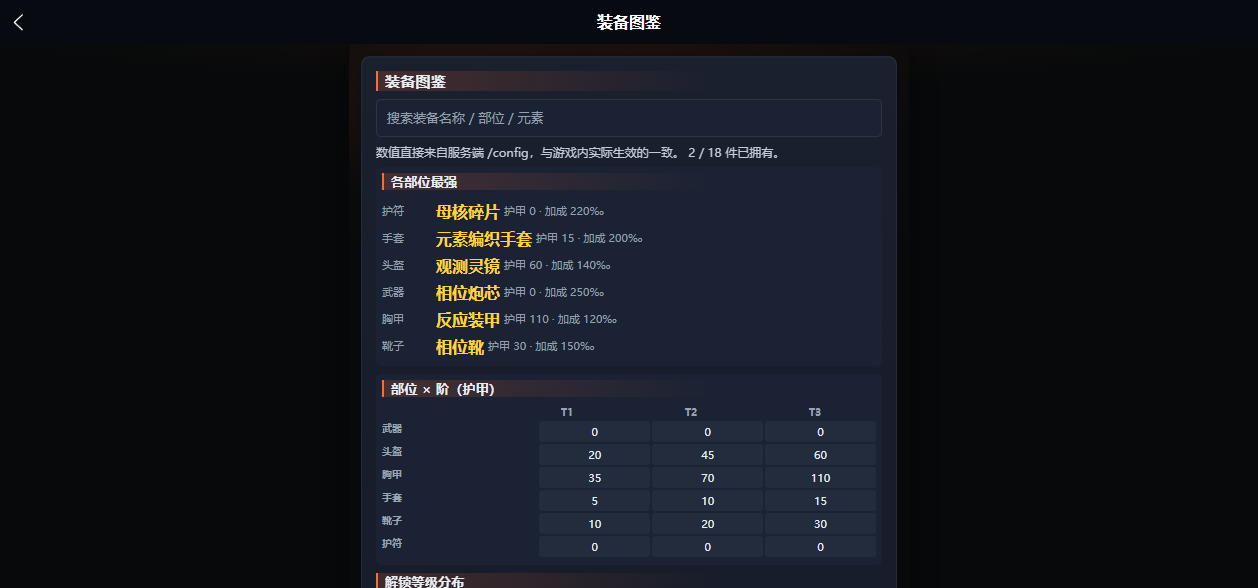 装备图鉴
装备图鉴
搜索装备名称 / 部位 / 元素
数值直接来自服务端 /config，与游戏内实际生效的一致。 2 / 18 件已拥有。
各部位最强
护符 母核碎片 护甲 0 · 加成 220‰
手套 元素编织手套 护甲 15 · 加成 200‰
头盔 观测灵镜 护甲 60 · 加成 140‰
武器 相位炮芯 护甲 0 · 加成 250‰
胸甲 反应装甲 护甲 110 · 加成 120‰
靴子 相位靴 护甲 30 · 加成 150‰
部位 × 阶（护甲）
T1 T2 T3
武器 0 0 0
头盔 20 45 60
胸甲 35 70 110
手套 5 10 15
靴子 10 20 30
护符 0 0 0
解锁等级分布